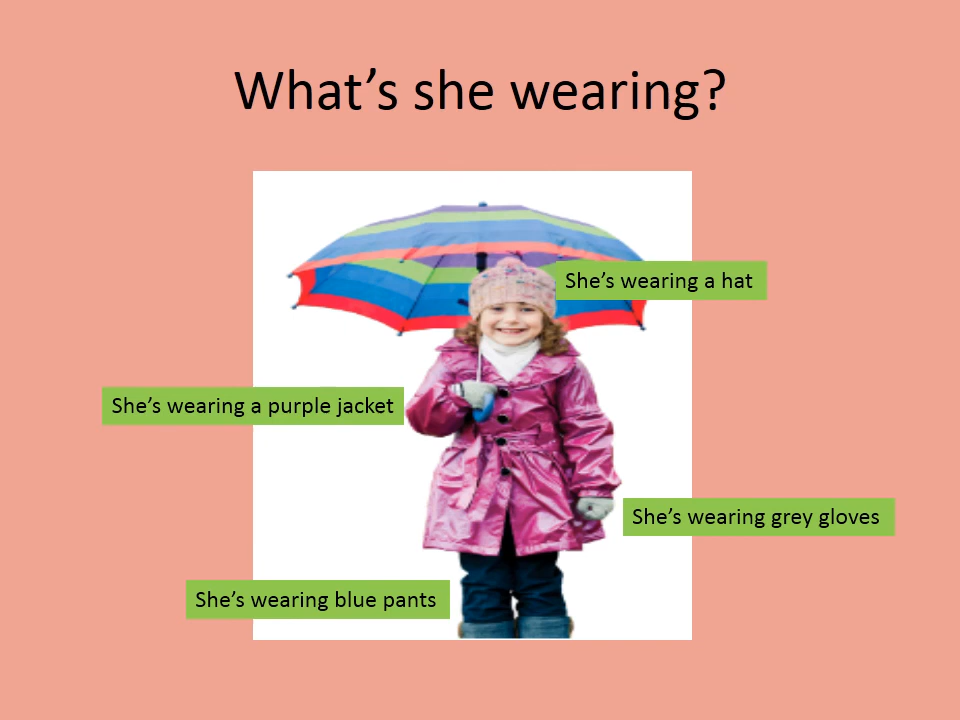 What’s she wearing?
She’s wearing a hat
She’s wearing a purple jacket
She’s wearing grey gloves
She’s wearing blue pants